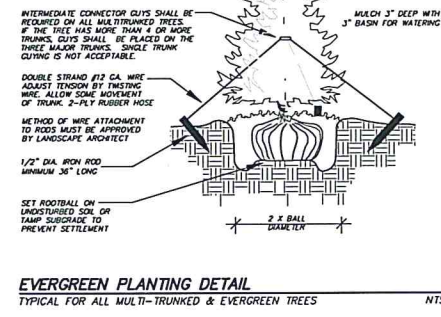 INTERMEDIATE CONNECTOR GUYS SHALL BE
REQUIRED ON ALL MULTITRUNKED TREES.
IF THE TREE HAS MORE THAN 4 OR MORE
TRUNKS, GUYS SHALL BE PLACED ON THE
THREE MAJOR TRUNKS. SINGLE TRUNK
GUYING IS NOT ACCEPTABLE.
MULCH 3" DEEP WITH
3" BASIN FOR WATERING
DOUBLE STRAND #12 GA. WIRE
ADJUST TENSION BY TWISTING
WIRE. ALLOW SOME MOVEMENT
OF TRUNK. 2-PLY RUBBER HOSE
METHOD OF WIRE ATTACHMENT
TO RODS MUST BE APPROVED
BY LANDSCAPE ARCHITECT
1/2" DIA. IRON ROD
MINIMUM 36" LONG
SET ROOTBALL ON
UNDISTURBED SOIL OR
TAMP SUBGRADE TO
PREVENT SETTLEMENT
2 X BALL
DIAMETER
EVERGREEN PLANTING DETAIL
TYPICAL FOR ALL MULTI-TRUNKED & EVERGREEN TREES
NTS